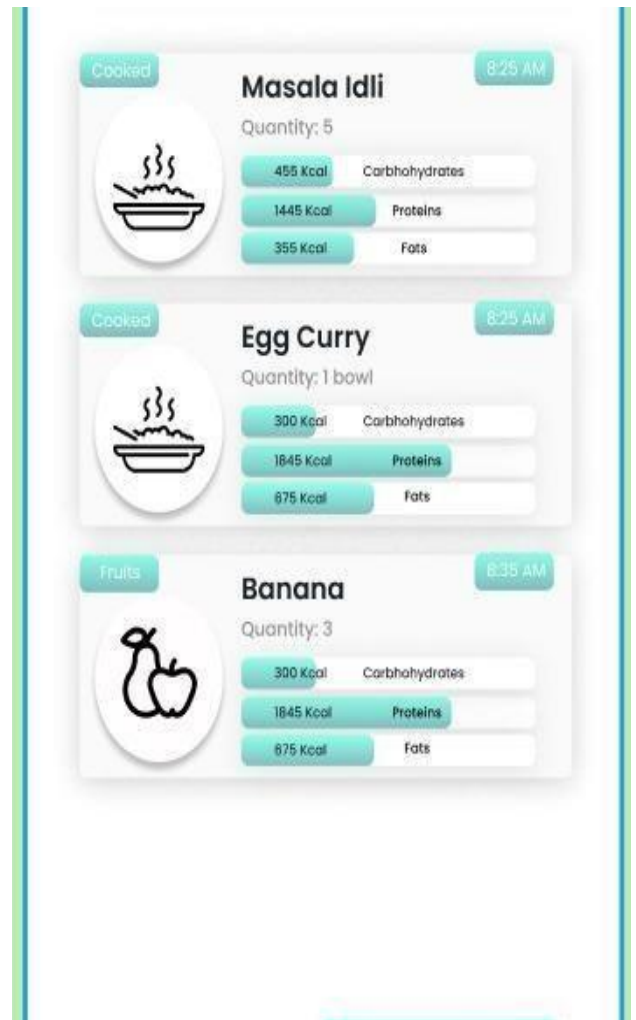 Cooked
8:25 AM
Masala Idli
Quantity: 5
455 Kcal Carbhohydrates
1445 Kcal Proteins
355 Kcal Fats
Cooked
8:25 AM
Egg Curry
Quantity: 1 bowl
300 Kcal Carbhohydrates
1845 Kcal Proteins
675 Kcal Fats
Fruits
8:35 AM
Banana
Quantity: 3
300 Kcal Carbhohydrates
1845 Kcal Proteins
675 Kcal Fats